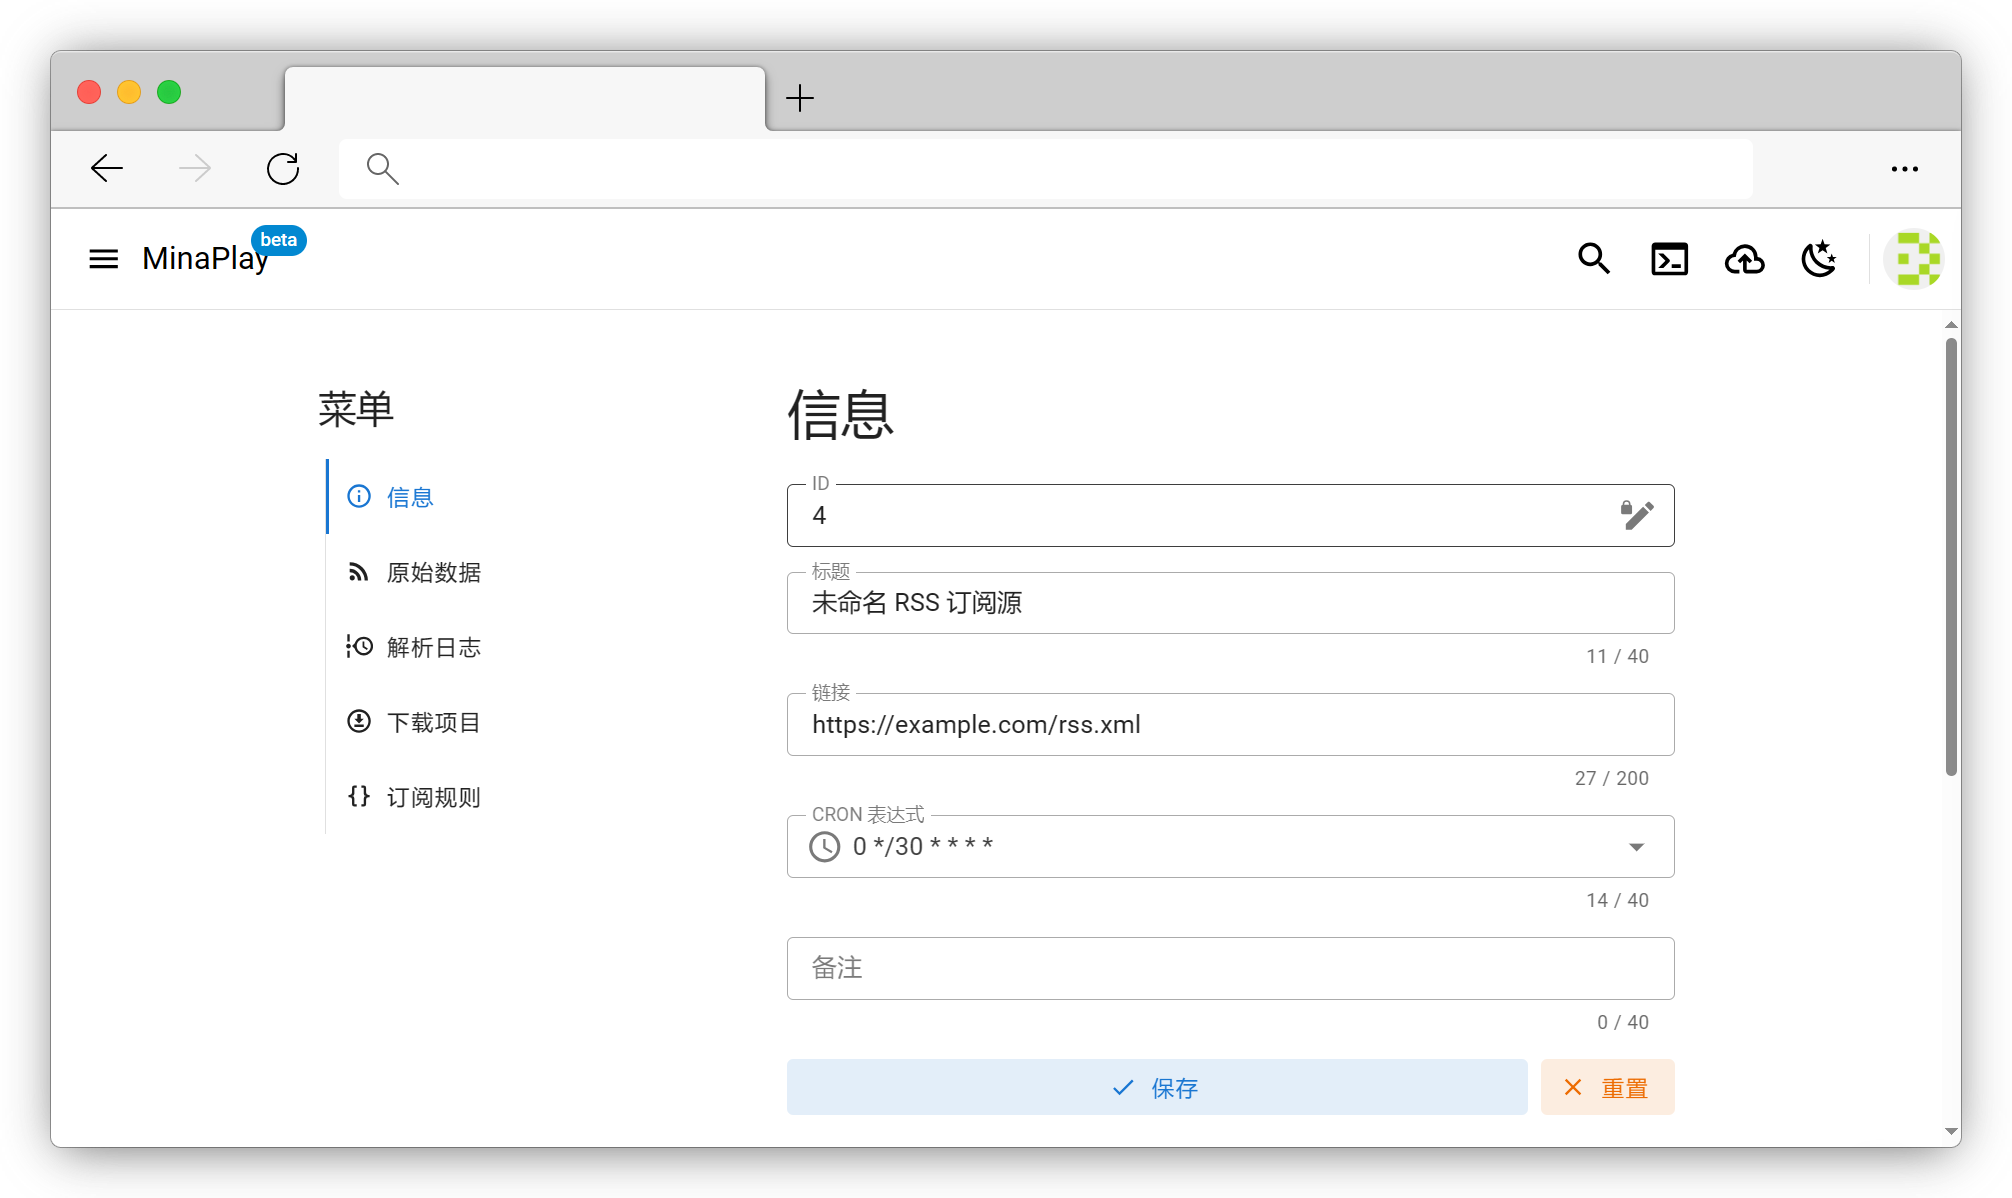 MinaPlay beta
菜单
信息
原始数据
解析日志
下载项目
订阅规则
信息
ID
4
标题
未命名 RSS 订阅源
11 / 40
链接
https://example.com/rss.xml
27 / 200
CRON 表达式
0 */30 * * * *
14 / 40
备注
0 / 40
保存
重置